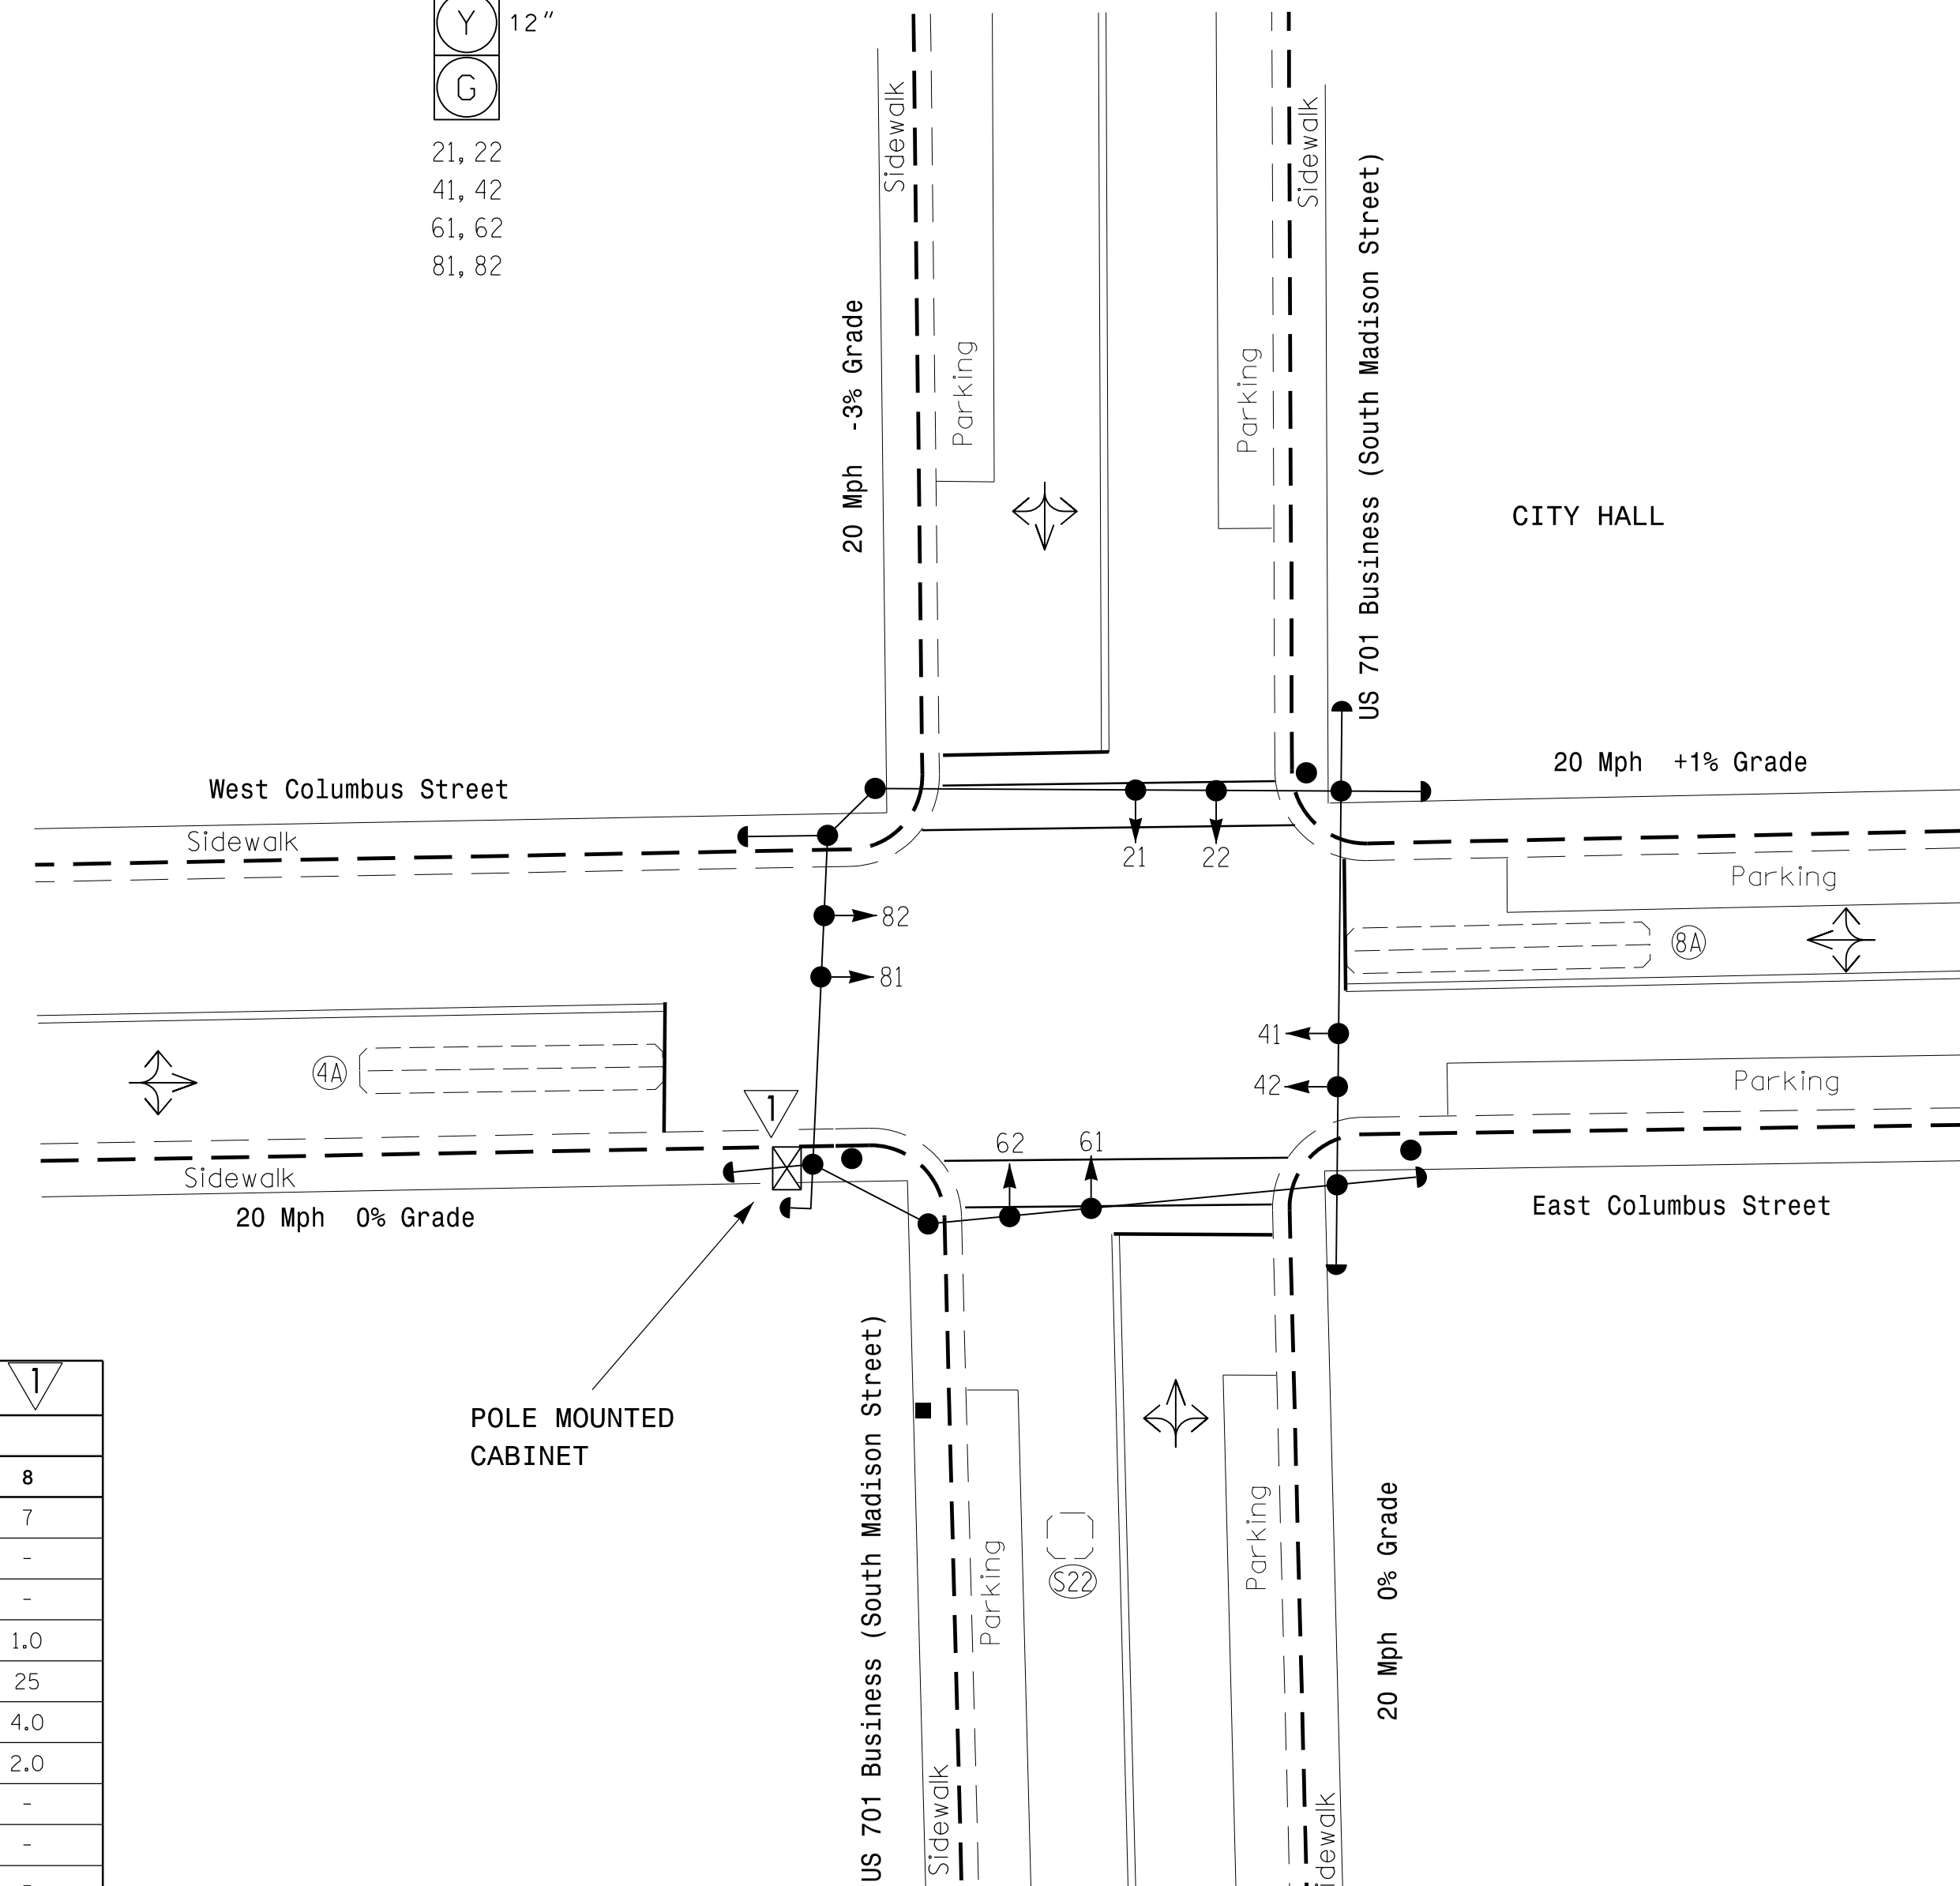 Y 12"
G
21, 22
41, 42
61, 62
81, 82
Sidewalk
Sidewalk
US 701 Business (South Madison Street)
20 Mph -3% Grade
Parking
Parking
CITY HALL
West Columbus Street
20 Mph +1% Grade
Sidewalk
21
22
Parking
82
8A
81
41
4A
42
Parking
1
62
61
Sidewalk
20 Mph 0% Grade
East Columbus Street
US 701 Business (South Madison Street)
1
POLE MOUNTED
CABINET
8
7
-
-
1.0
25
4.0
2.0
-
-
-
Parking
S22
Parking
20 Mph 0% Grade
Sidewalk
idewalk